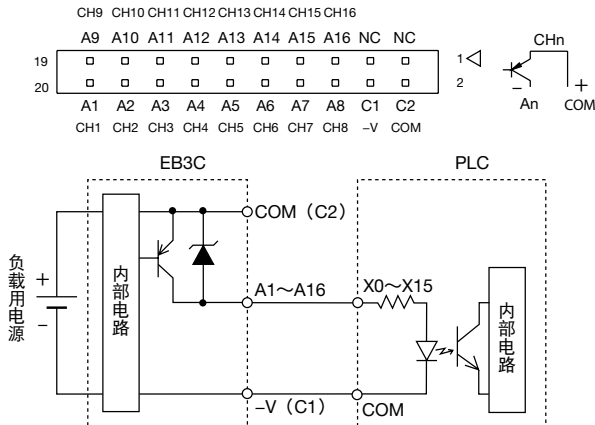 CH9 CH10 CH11 CH12 CH13 CH14 CH15 CH16
A9 A10 A11 A12 A13 A14 A15 A16 NC NC
19
1
20
2
A1 A2 A3 A4 A5 A6 A7 A8 C1 C2
CH1 CH2 CH3 CH4 CH5 CH6 CH7 CH8 –V COM
CHn
– +
An COM
EB3C PLC
COM（C2）
负载用电源
+
–
内部电路
A1～A16
X0～X15
内部电路
–V（C1）
COM